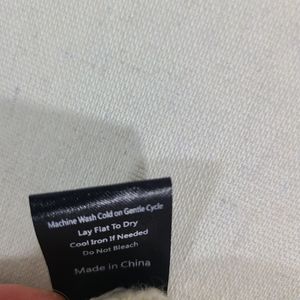 Machine Wash Cold on Gentle Cycle
Lay Flat To Dry
Cool Iron If Needed
Do Not Bleach
Made in China